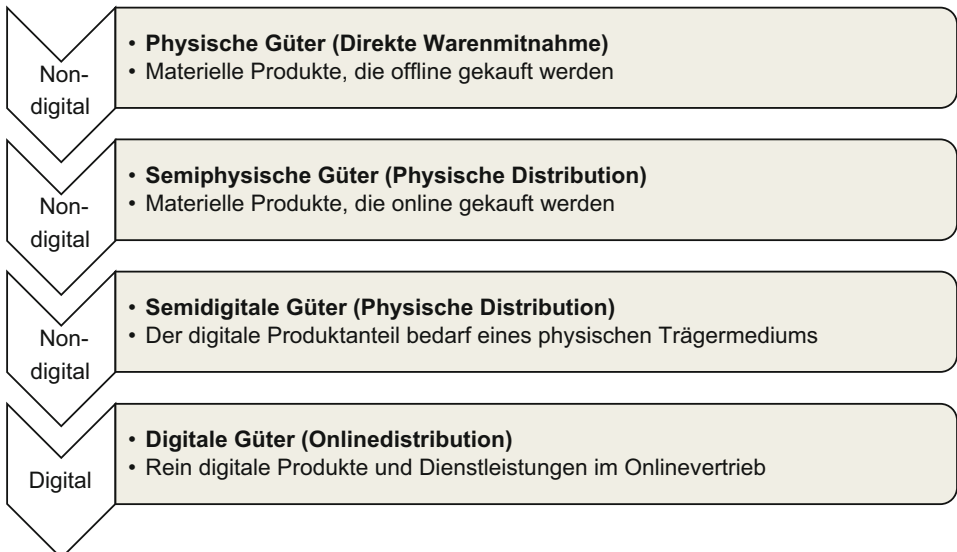 Non-
digital
• Physische Güter (Direkte Warenmitnahme)
• Materielle Produkte, die offline gekauft werden
Non-
digital
• Semiphysische Güter (Physische Distribution)
• Materielle Produkte, die online gekauft werden
Non-
digital
• Semidigitale Güter (Physische Distribution)
• Der digitale Produktanteil bedarf eines physischen Trägermediums
Digital
• Digitale Güter (Onlinedistribution)
• Rein digitale Produkte und Dienstleistungen im Onlinevertrieb